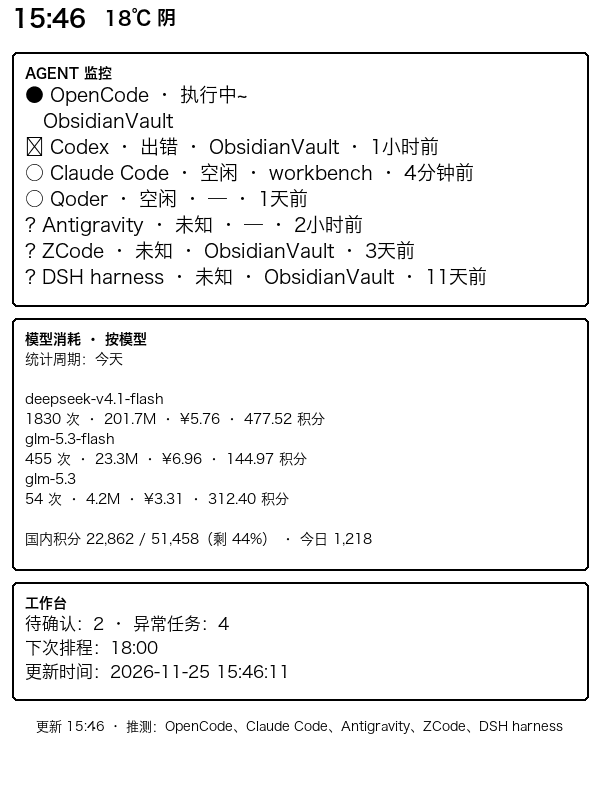 15:46 18℃ 阴
AGENT 监控
● OpenCode · 执行中~
ObsidianVault
☒ Codex · 出错 · ObsidianVault · 1小时前
○ Claude Code · 空闲 · workbench · 4分钟前
○ Qoder · 空闲 · — · 1天前
? Antigravity · 未知 · — · 2小时前
? ZCode · 未知 · ObsidianVault · 3天前
? DSH harness · 未知 · ObsidianVault · 11天前
模型消耗 · 按模型
统计周期：今天
deepseek-v4.1-flash
1830 次 · 201.7M · ¥5.76 · 477.52 积分
glm-5.3-flash
455 次 · 23.3M · ¥6.96 · 144.97 积分
glm-5.3
54 次 · 4.2M · ¥3.31 · 312.40 积分
国内积分 22,862 / 51,458（剩 44%） · 今日 1,218
工作台
待确认：2 · 异常任务：4
下次排程：18:00
更新时间：2026-11-25 15:46:11
更新 15:46 · 推测：OpenCode、Claude Code、Antigravity、ZCode、DSH harness